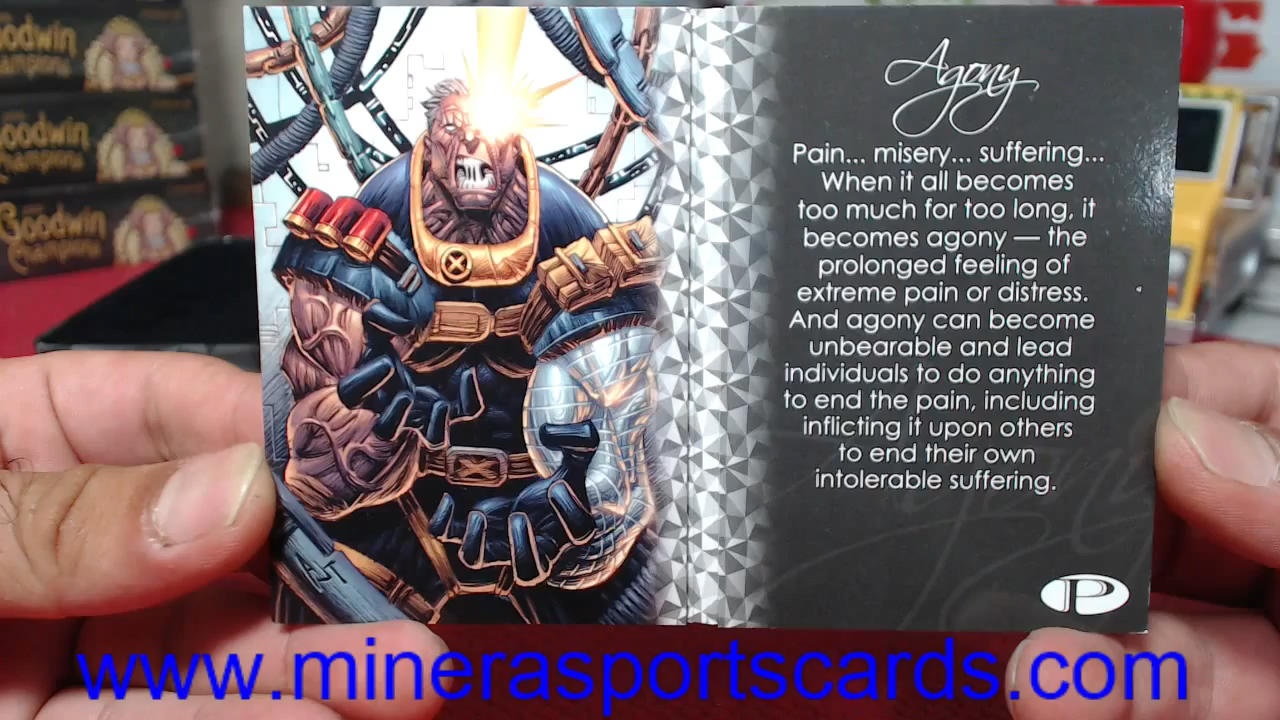 Goodwin
Champions
Goodwin
Champions
Goodwin
Champions
Agony
Pain... misery... suffering...
When it all becomes
too much for too long, it
becomes agony — the
prolonged feeling of
extreme pain or distress.
And agony can become
unbearable and lead
individuals to do anything
to end the pain, including
inflicting it upon others
to end their own
intolerable suffering.
Agony
P
AJT
www.minerasportscards.com